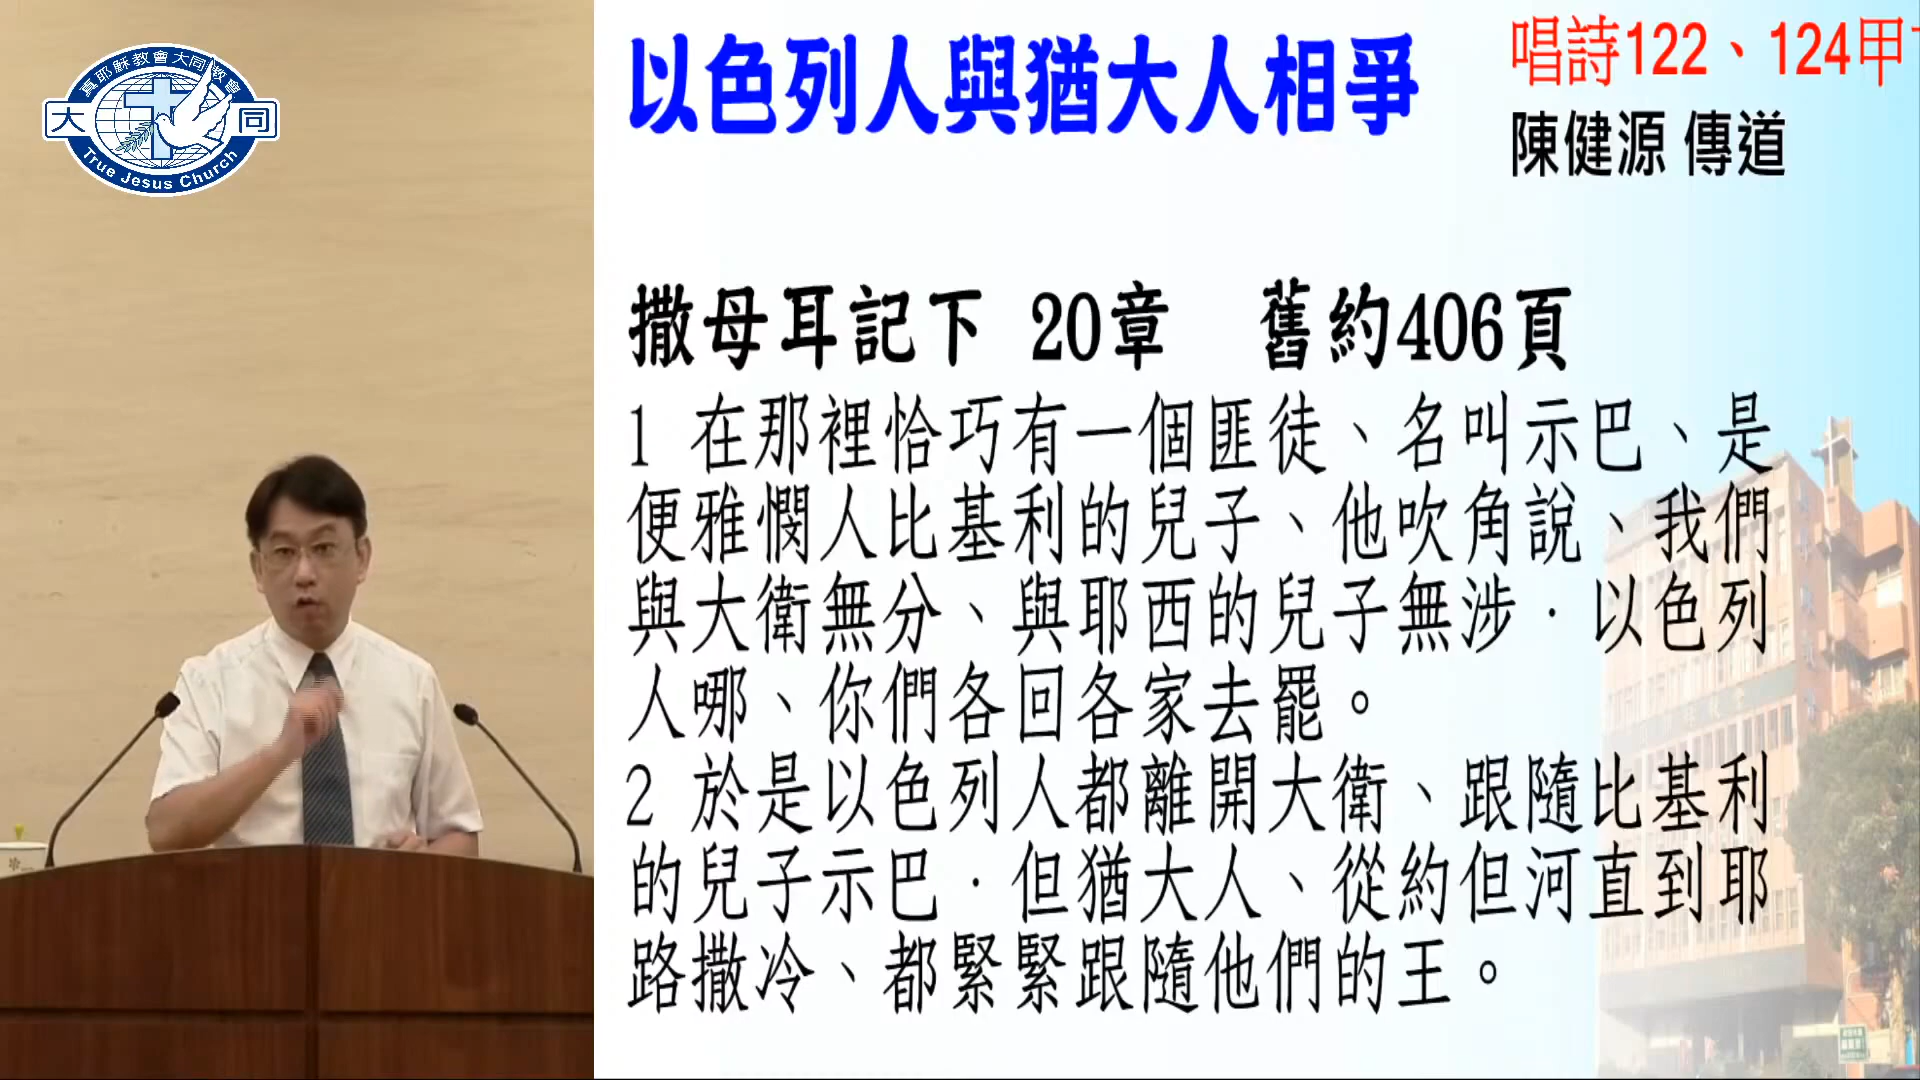 真耶穌教會大同教會
大同
True Jesus Church
以色列人與猶大人相爭
唱詩122、124甲
陳健源 傳道
撒母耳記下 20章 舊約406頁
1 在那裡恰巧有一個匪徒、名叫示巴、是
便雅憫人比基利的兒子、他吹角說、我們
與大衛無分、與耶西的兒子無涉．以色列
人哪、你們各回各家去罷。
2 於是以色列人都離開大衛、跟隨比基利
的兒子示巴．但猶大人、從約但河直到耶
路撒冷、都緊緊跟隨他們的王。